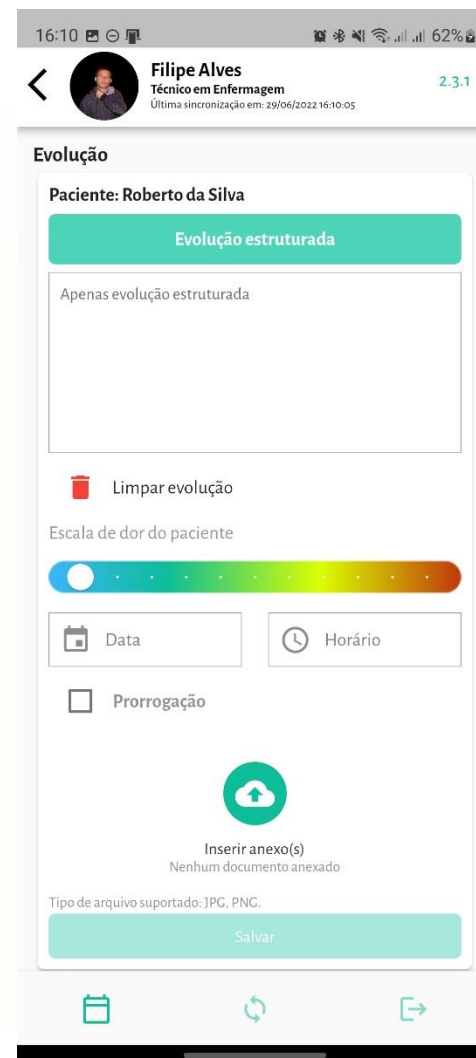 16:10 62%
Filipe Alves 2.3.1
Técnico em Enfermagem
Última sincronização em: 29/06/2022 16:10:05
Evolução
Paciente: Roberto da Silva
Evolução estruturada
Apenas evolução estruturada
Limpar evolução
Escala de dor do paciente
Data Horário
Prorrogação
Inserir anexo(s)
Nenhum documento anexado
Tipo de arquivo suportado: JPG, PNG.
Salvar